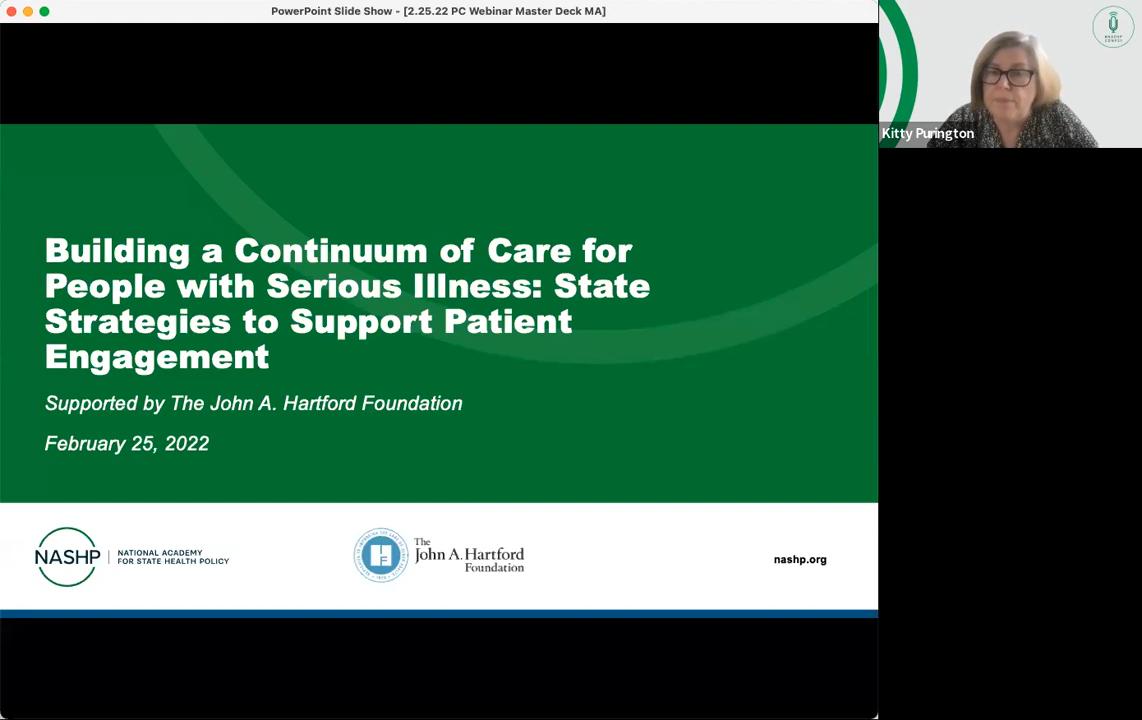 PowerPoint Slide Show - [2.25.22 PC Webinar Master Deck MA]
Building a Continuum of Care for
People with Serious Illness: State
Strategies to Support Patient
Engagement
Supported by The John A. Hartford Foundation
February 25, 2022
NASHP
NATIONAL ACADEMY
FOR STATE HEALTH POLICY
The
John A. Hartford
Foundation
nashp.org
Kitty Purington